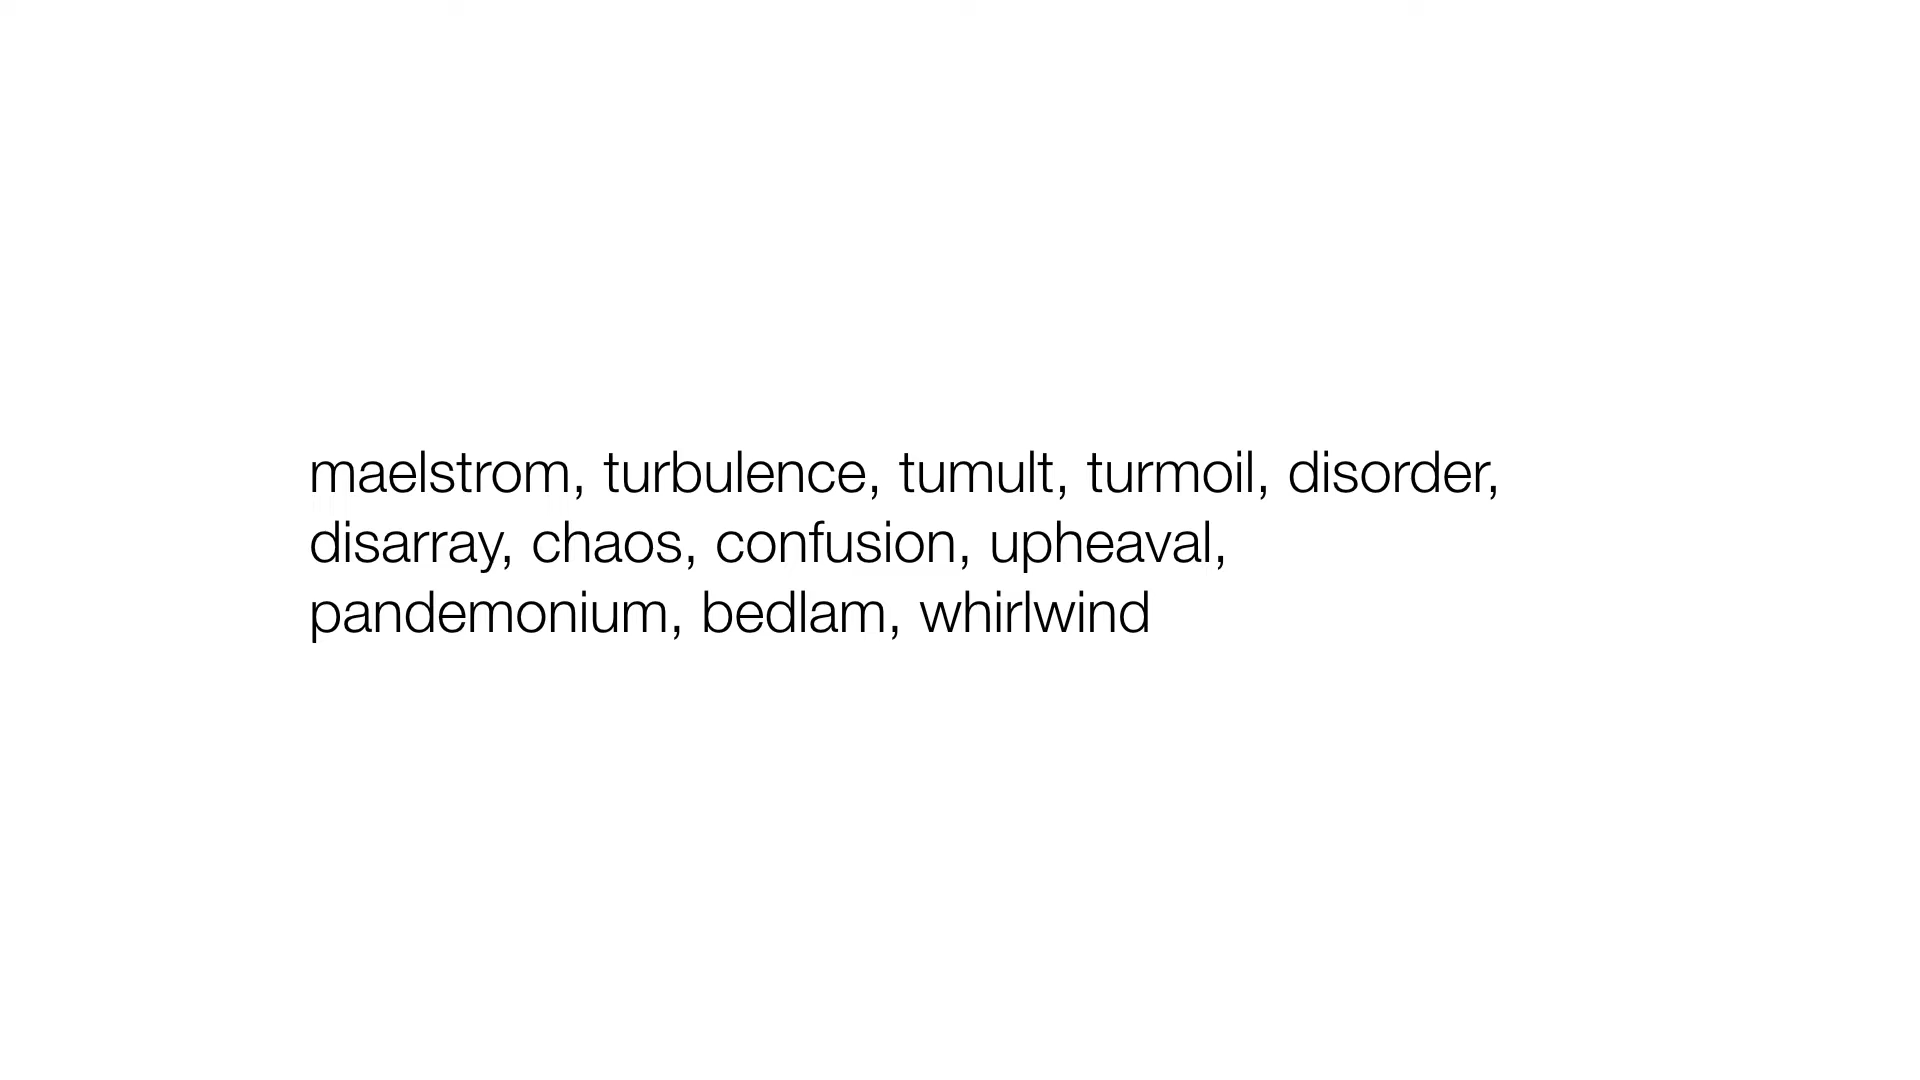 maelstrom, turbulence, tumult, turmoil, disorder,
disarray, chaos, confusion, upheaval,
pandemonium, bedlam, whirlwind